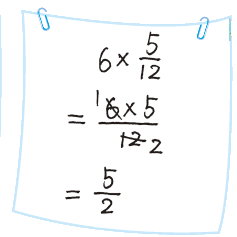 6 × 5/12
= 1 6 × 5 / 12 2
= 5/2